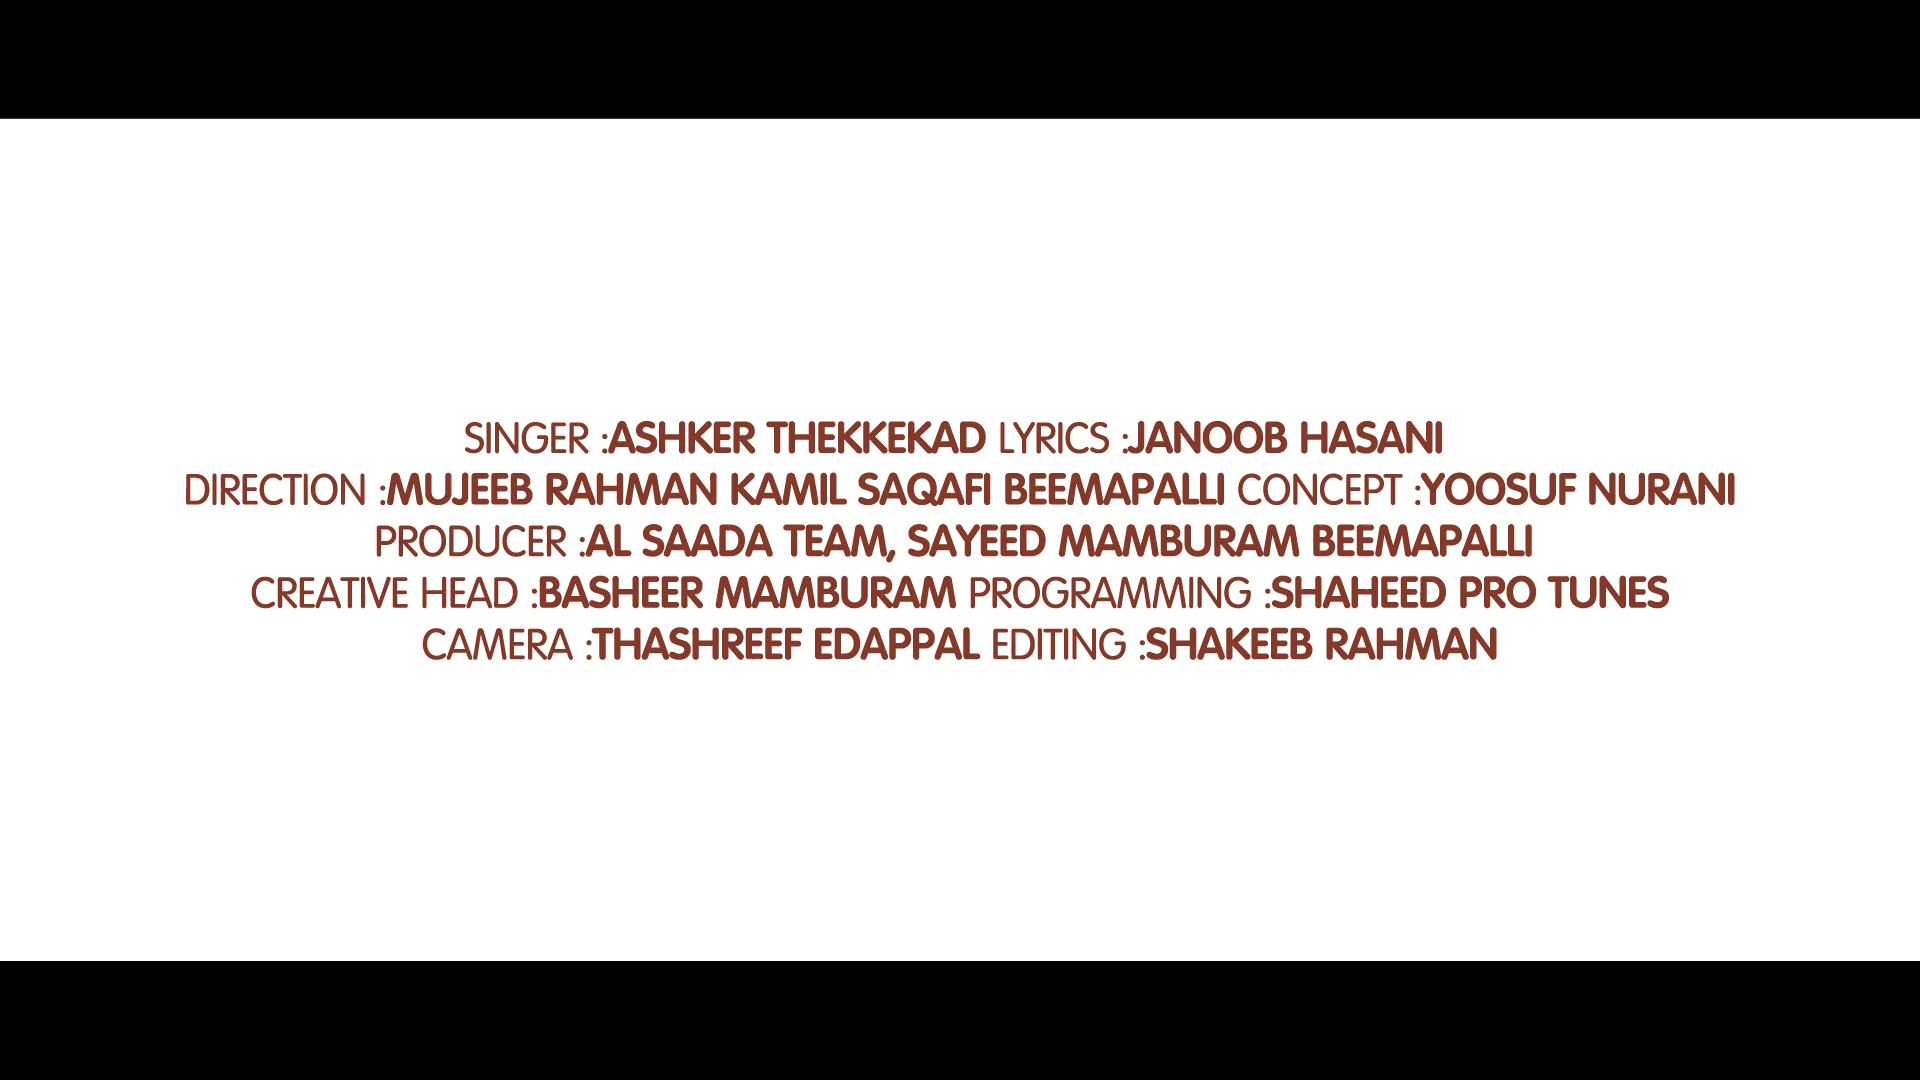 SINGER :ASHKER THEKKEKAD LYRICS :JANOOB HASANI
DIRECTION :MUJEEB RAHMAN KAMIL SAQAFI BEEMAPALLI CONCEPT :YOOSUF NURANI
PRODUCER :AL SAADA TEAM, SAYEED MAMBURAM BEEMAPALLI
CREATIVE HEAD :BASHEER MAMBURAM PROGRAMMING :SHAHEED PRO TUNES
CAMERA :THASHREEF EDAPPAL EDITING :SHAKEEB RAHMAN